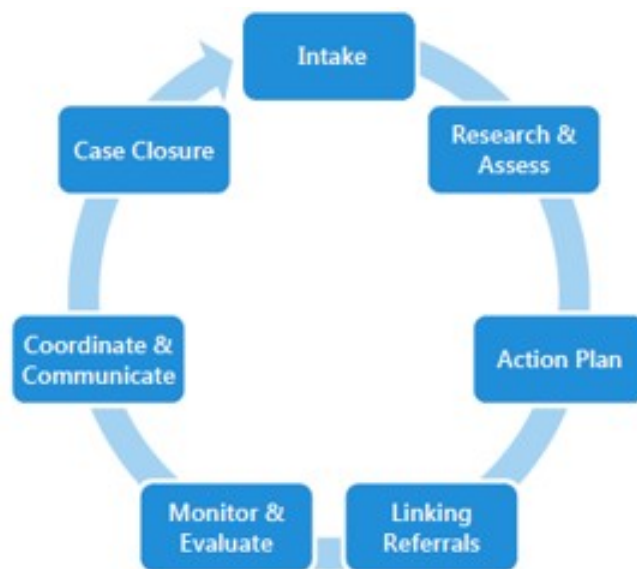 Intake
Research &
Assess
Action Plan
Linking
Referrals
Monitor &
Evaluate
Coordinate &
Communicate
Case Closure